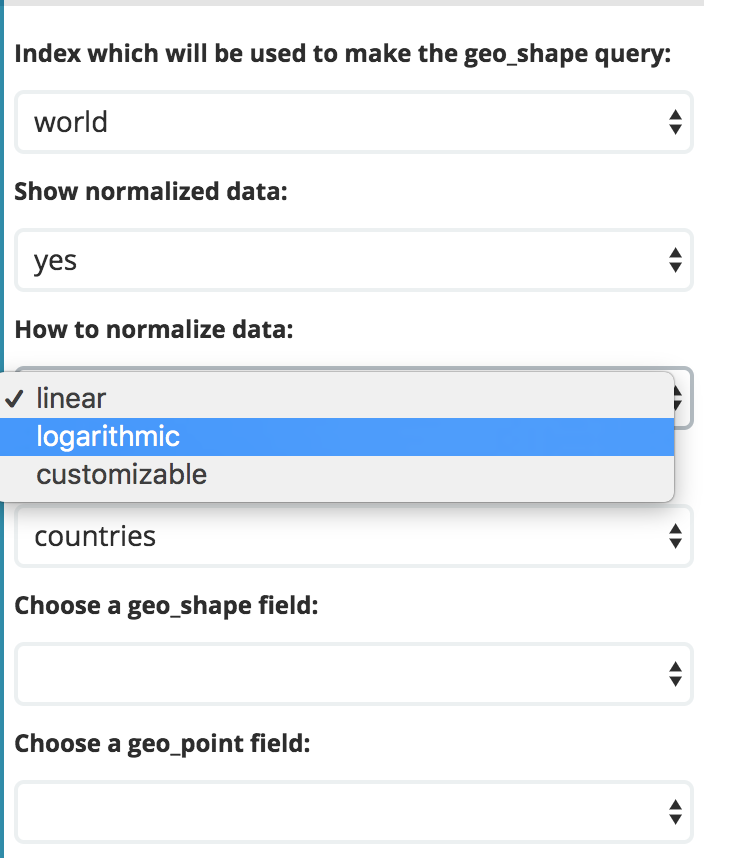 Index which will be used to make the geo_shape query:
world
Show normalized data:
yes
How to normalize data:
✓ linear
logarithmic
customizable
countries
Choose a geo_shape field:
Choose a geo_point field: